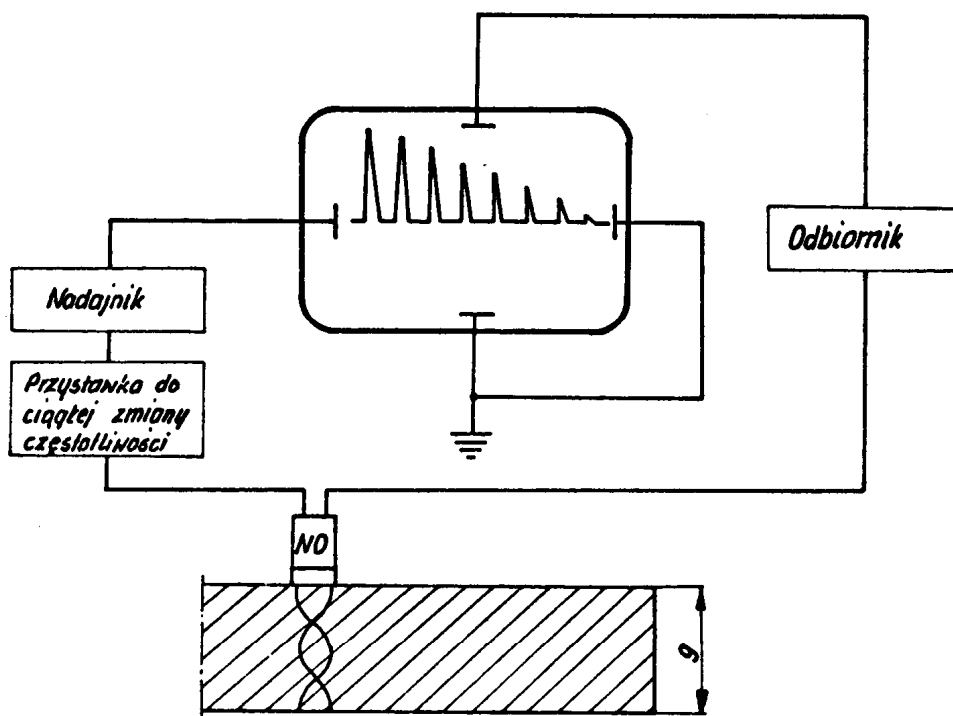 Odbiornik
Nadajnik
Przystawka do
ciągłej zmiany
częstotliwości
NO
g